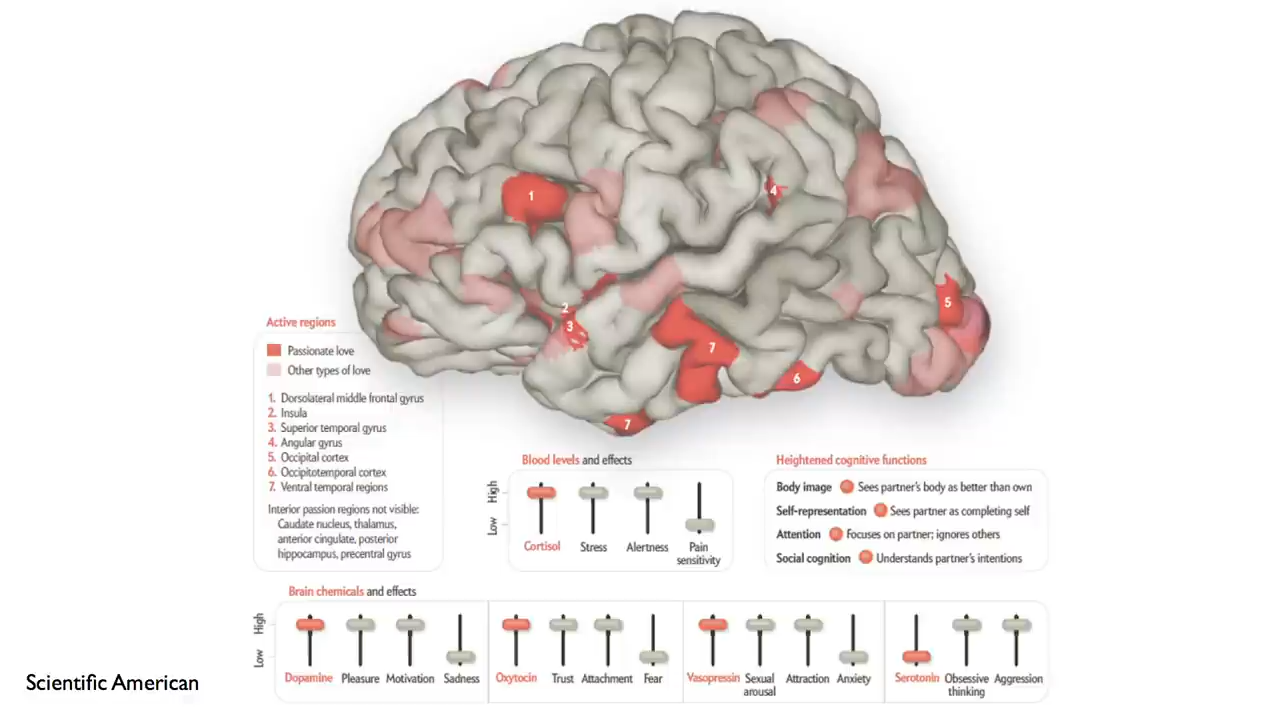 1
4
5
2
3
7
6
7
Active regions
Passionate love
Other types of love
1. Dorsolateral middle frontal gyrus
2. Insula
3. Superior temporal gyrus
4. Angular gyrus
5. Occipital cortex
6. Occipitotemporal cortex
7. Ventral temporal regions
Interior passion regions not visible:
Caudate nucleus, thalamus,
anterior cingulate, posterior
hippocampus, precentral gyrus
Blood levels and effects
High
Low
Cortisol
Stress
Alertness
Pain
sensitivity
Heightened cognitive functions
Body image Sees partner's body as better than own
Self-representation Sees partner as completing self
Attention Focuses on partner; ignores others
Social cognition Understands partner's intentions
Brain chemicals and effects
High
Low
Dopamine
Pleasure
Motivation
Sadness
Oxytocin
Trust
Attachment
Fear
Vasopressin
Sexual
arousal
Attraction
Anxiety
Serotonin
Obsessive
thinking
Aggression
Scientific American